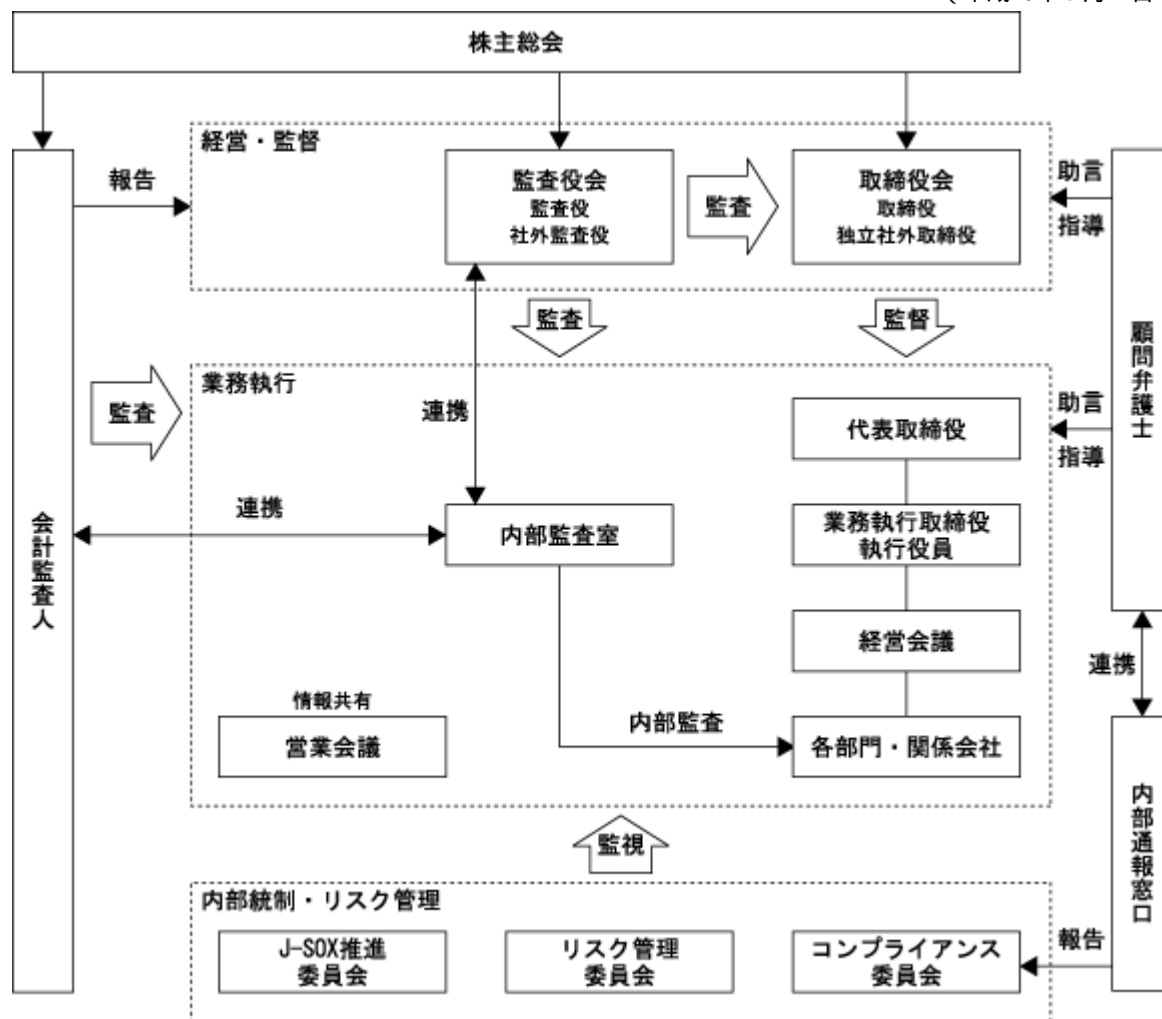 株主総会
経営・監督
報告
監査役会
監査役
社外監査役
監査
取締役会
取締役
独立社外取締役
助言
指導
監査
監督
顧問弁護士
業務執行
監査
連携
代表取締役
助言
指導
連携
内部監査室
業務執行取締役
執行役員
会計監査人
経営会議
連携
情報共有
営業会議
内部監査
各部門・関係会社
監視
内部通報窓口
内部統制・リスク管理
J-SOX推進
委員会
リスク管理
委員会
コンプライアンス
委員会
報告